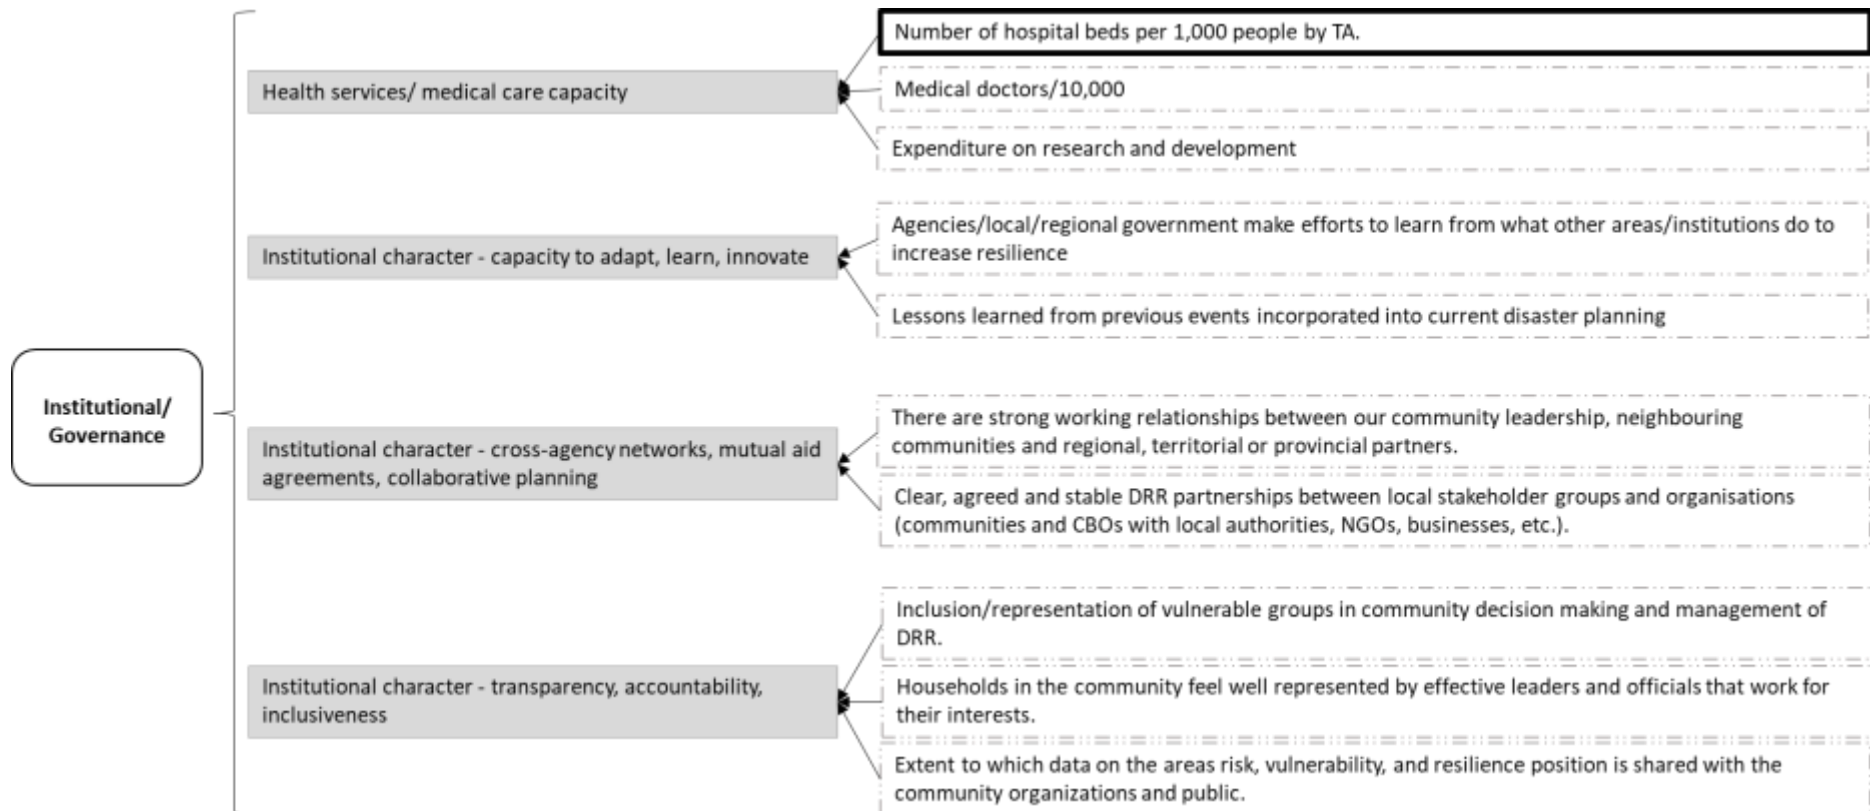 Number of hospital beds per 1,000 people by TA.
Health services/ medical care capacity
Medical doctors/10,000
Expenditure on research and development
Agencies/local/regional government make efforts to learn from what other areas/institutions do to
increase resilience
Institutional character - capacity to adapt, learn, innovate
Lessons learned from previous events incorporated into current disaster planning
Institutional/
Governance
There are strong working relationships between our community leadership, neighbouring
communities and regional, territorial or provincial partners.
Institutional character - cross-agency networks, mutual aid
agreements, collaborative planning
Clear, agreed and stable DRR partnerships between local stakeholder groups and organisations
(communities and CBOs with local authorities, NGOs, businesses, etc.).
Inclusion/representation of vulnerable groups in community decision making and management of
DRR.
Institutional character - transparency, accountability,
inclusiveness
Households in the community feel well represented by effective leaders and officials that work for
their interests.
Extent to which data on the areas risk, vulnerability, and resilience position is shared with the
community organizations and public.